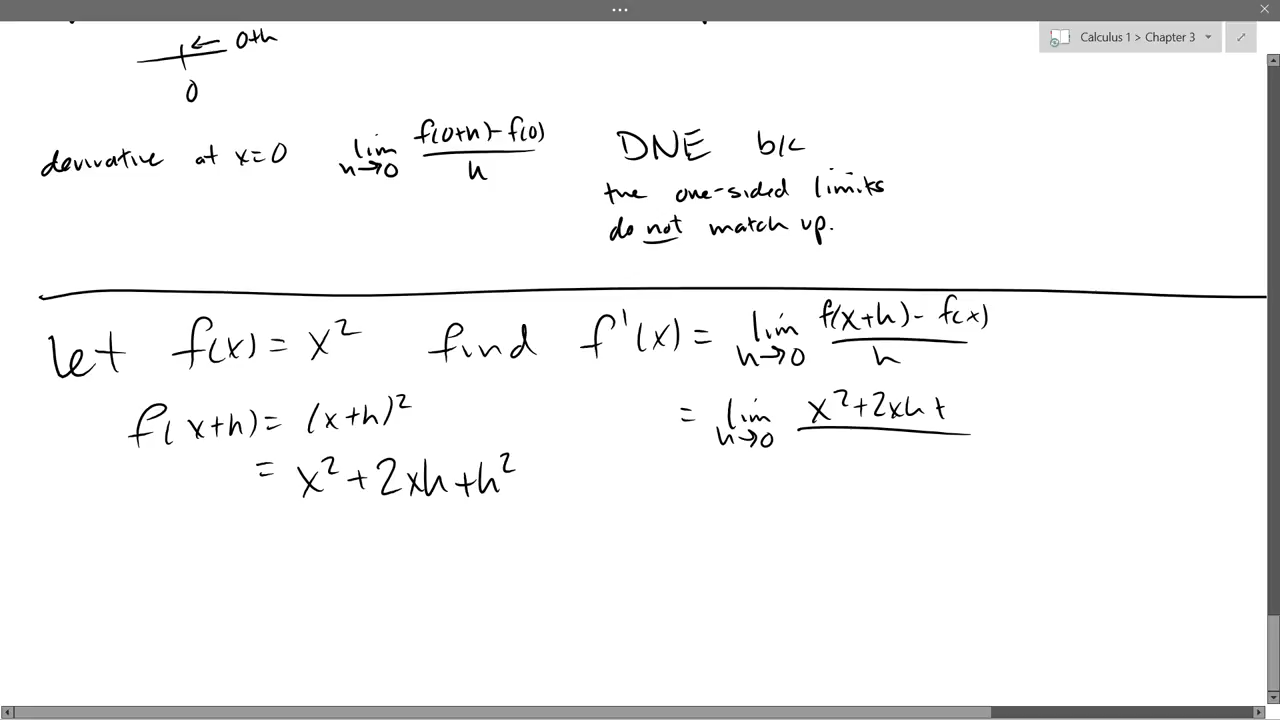 ...
Calculus 1 > Chapter 3
0+h
0
derivative at x=0 lim h→0 f(0+h)-f(0) / h DNE b/c
the one-sided limits
do not match up.
Let f(x) = x² find f'(x) = lim h→0 f(x+h) - f(x) / h
f(x+h) = (x+h)² = lim h→0 x²+2xh+
= x²+2xh+h²